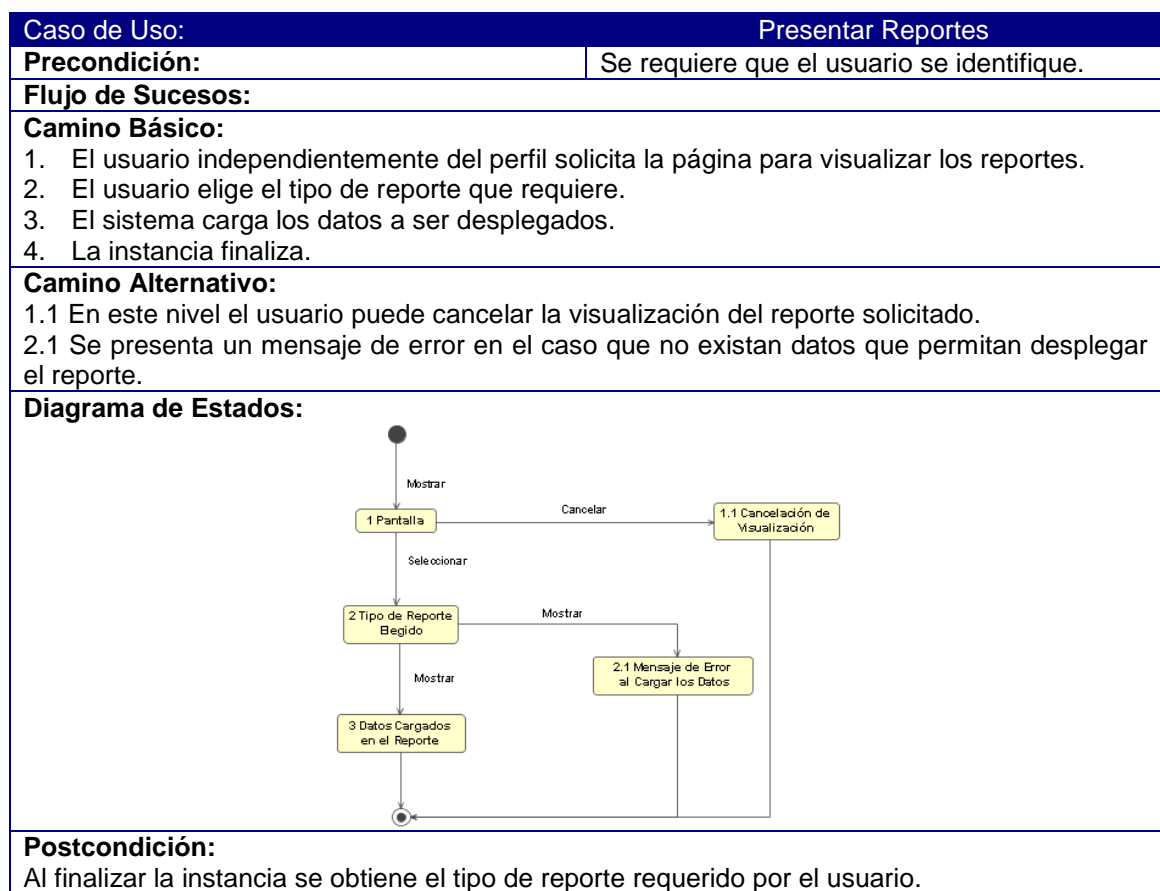 Caso de Uso: Presentar Reportes
Precondición: Se requiere que el usuario se identifique.
Flujo de Sucesos:
Camino Básico:
1. El usuario independientemente del perfil solicita la página para visualizar los reportes.
2. El usuario elige el tipo de reporte que requiere.
3. El sistema carga los datos a ser desplegados.
4. La instancia finaliza.
Camino Alternativo:
1.1 En este nivel el usuario puede cancelar la visualización del reporte solicitado.
2.1 Se presenta un mensaje de error en el caso que no existan datos que permitan desplegar
el reporte.
Diagrama de Estados:
Mostrar
1 Pantalla
Cancelar
1.1 Cancelación de
Visualización
Seleccionar
2 Tipo de Reporte
Elegido
Mostrar
2.1 Mensaje de Error
al Cargar los Datos
Mostrar
3 Datos Cargados
en el Reporte
Postcondición:
Al finalizar la instancia se obtiene el tipo de reporte requerido por el usuario.